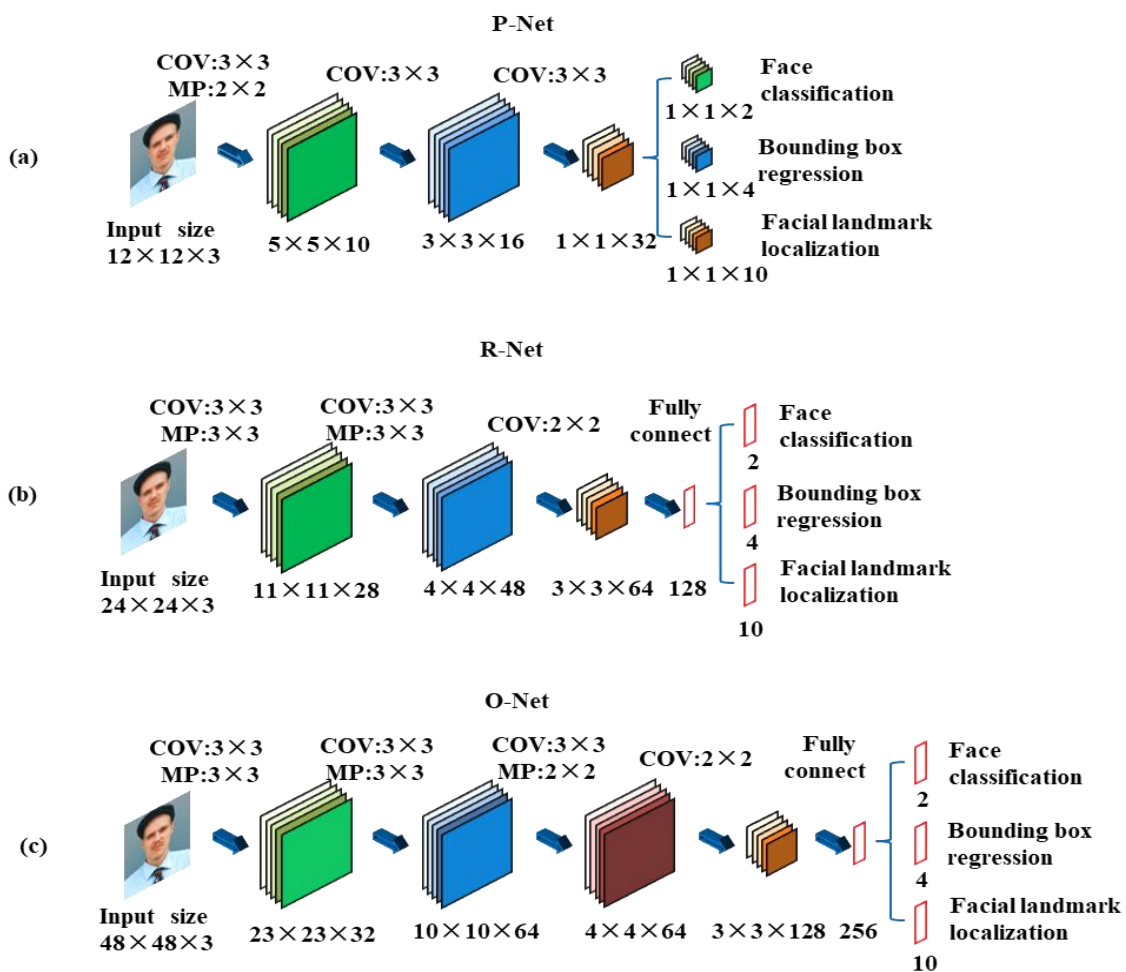 P-Net
COV:3×3
MP:2×2
COV:3×3
COV:3×3
(a)
Input size
12×12×3
5×5×10
3×3×16
1×1×32
Face
classification
1×1×2
Bounding box
regression
1×1×4
Facial landmark
localization
1×1×10
R-Net
COV:3×3
MP:3×3
COV:3×3
MP:3×3
COV:2×2
Fully
connect
(b)
Input size
24×24×3
11×11×28
4×4×48
3×3×64
128
Face
classification
2
Bounding box
regression
4
Facial landmark
localization
10
O-Net
COV:3×3
MP:3×3
COV:3×3
MP:3×3
COV:3×3
MP:2×2
COV:2×2
Fully
connect
(c)
Input size
48×48×3
23×23×32
10×10×64
4×4×64
3×3×128
256
Face
classification
2
Bounding box
regression
4
Facial landmark
localization
10